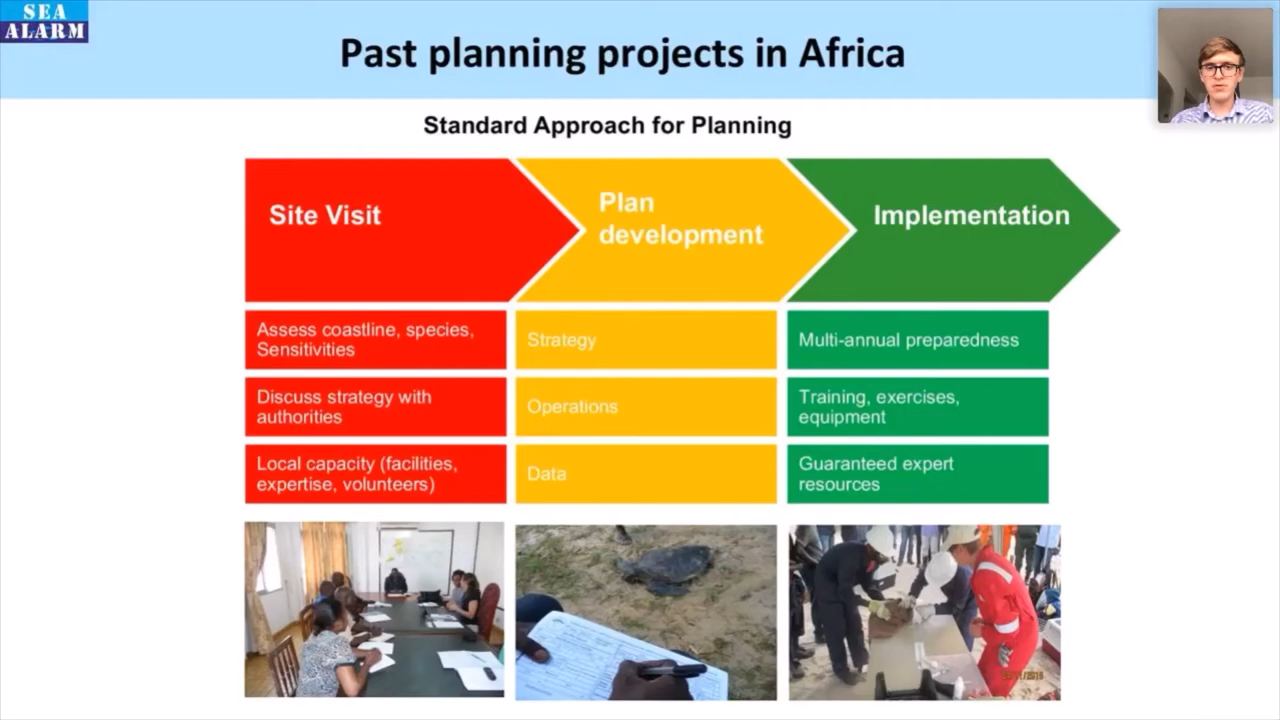 SEA
ALARM
Past planning projects in Africa
Standard Approach for Planning
Site Visit
Plan
development
Implementation
Assess coastline, species,
Sensitivities
Strategy
Multi-annual preparedness
Discuss strategy with
authorities
Operations
Training, exercises,
equipment
Local capacity (facilities,
expertise, volunteers)
Data
Guaranteed expert
resources